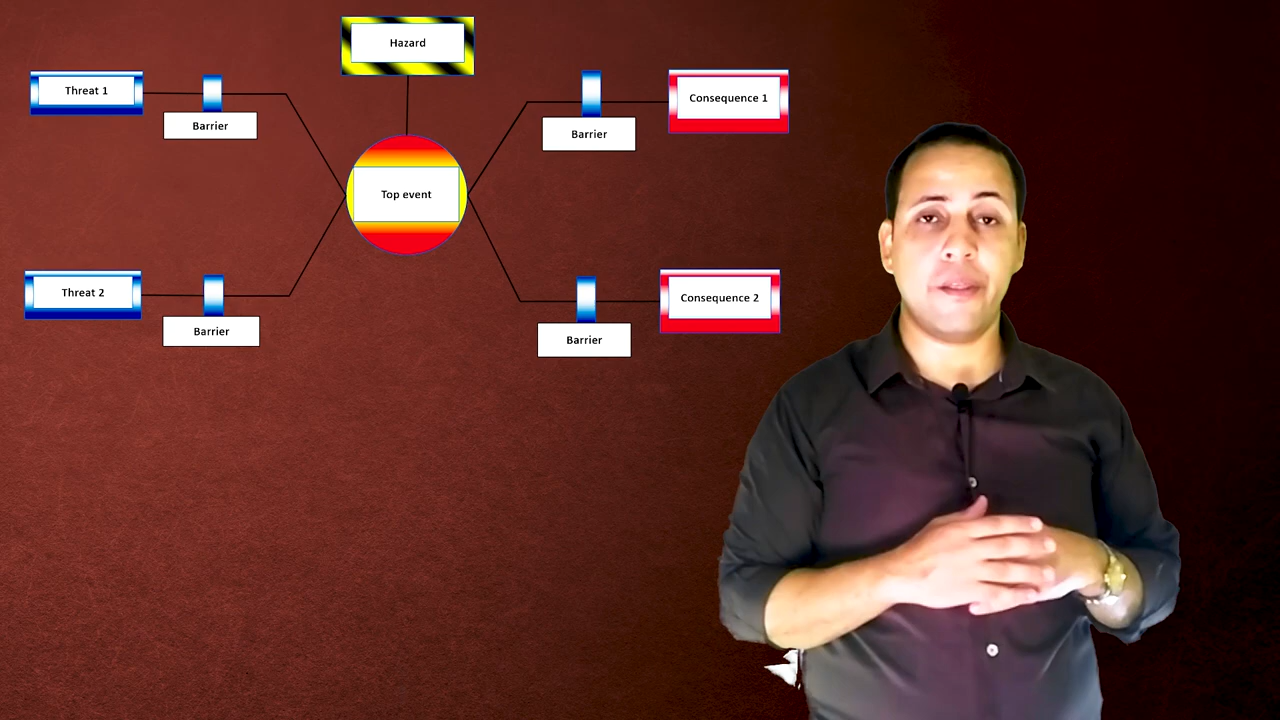 Hazard
Threat 1
Consequence 1
Barrier
Barrier
Top event
Threat 2
Consequence 2
Barrier
Barrier